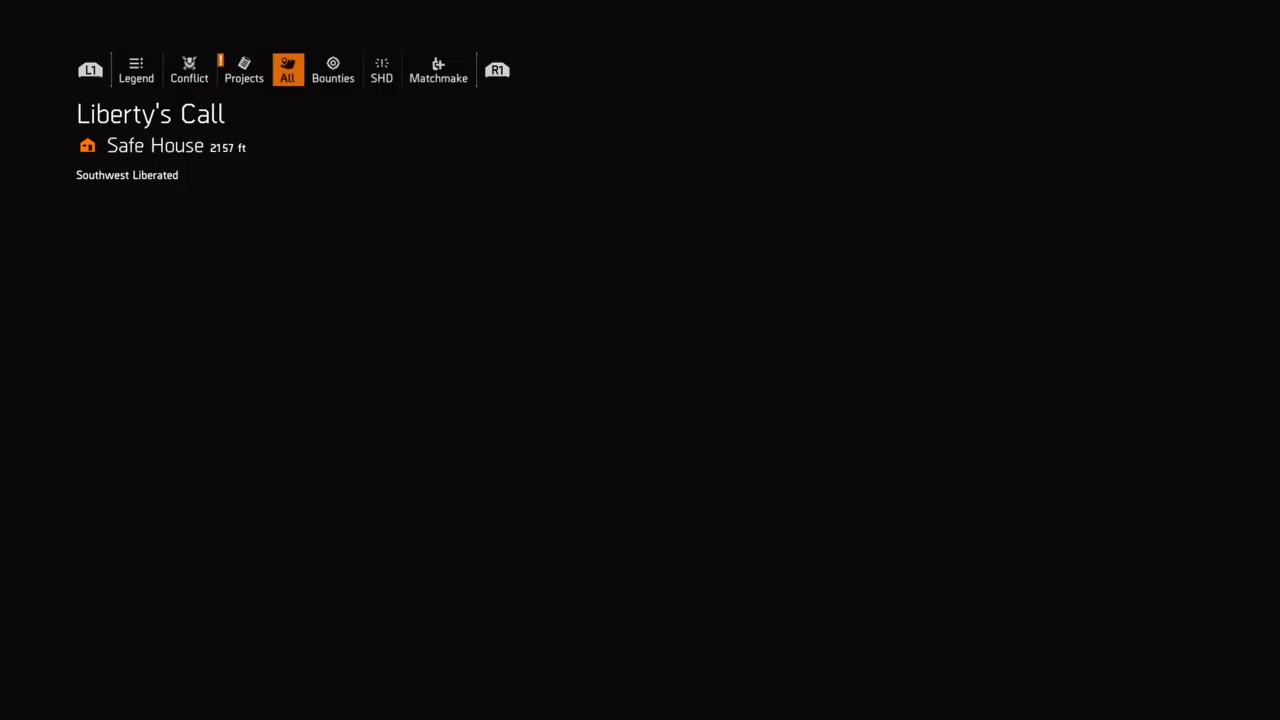 L1 Legend Conflict ! Projects All Bounties SHD Matchmake R1
Liberty's Call
Safe House 2157 ft
Southwest Liberated